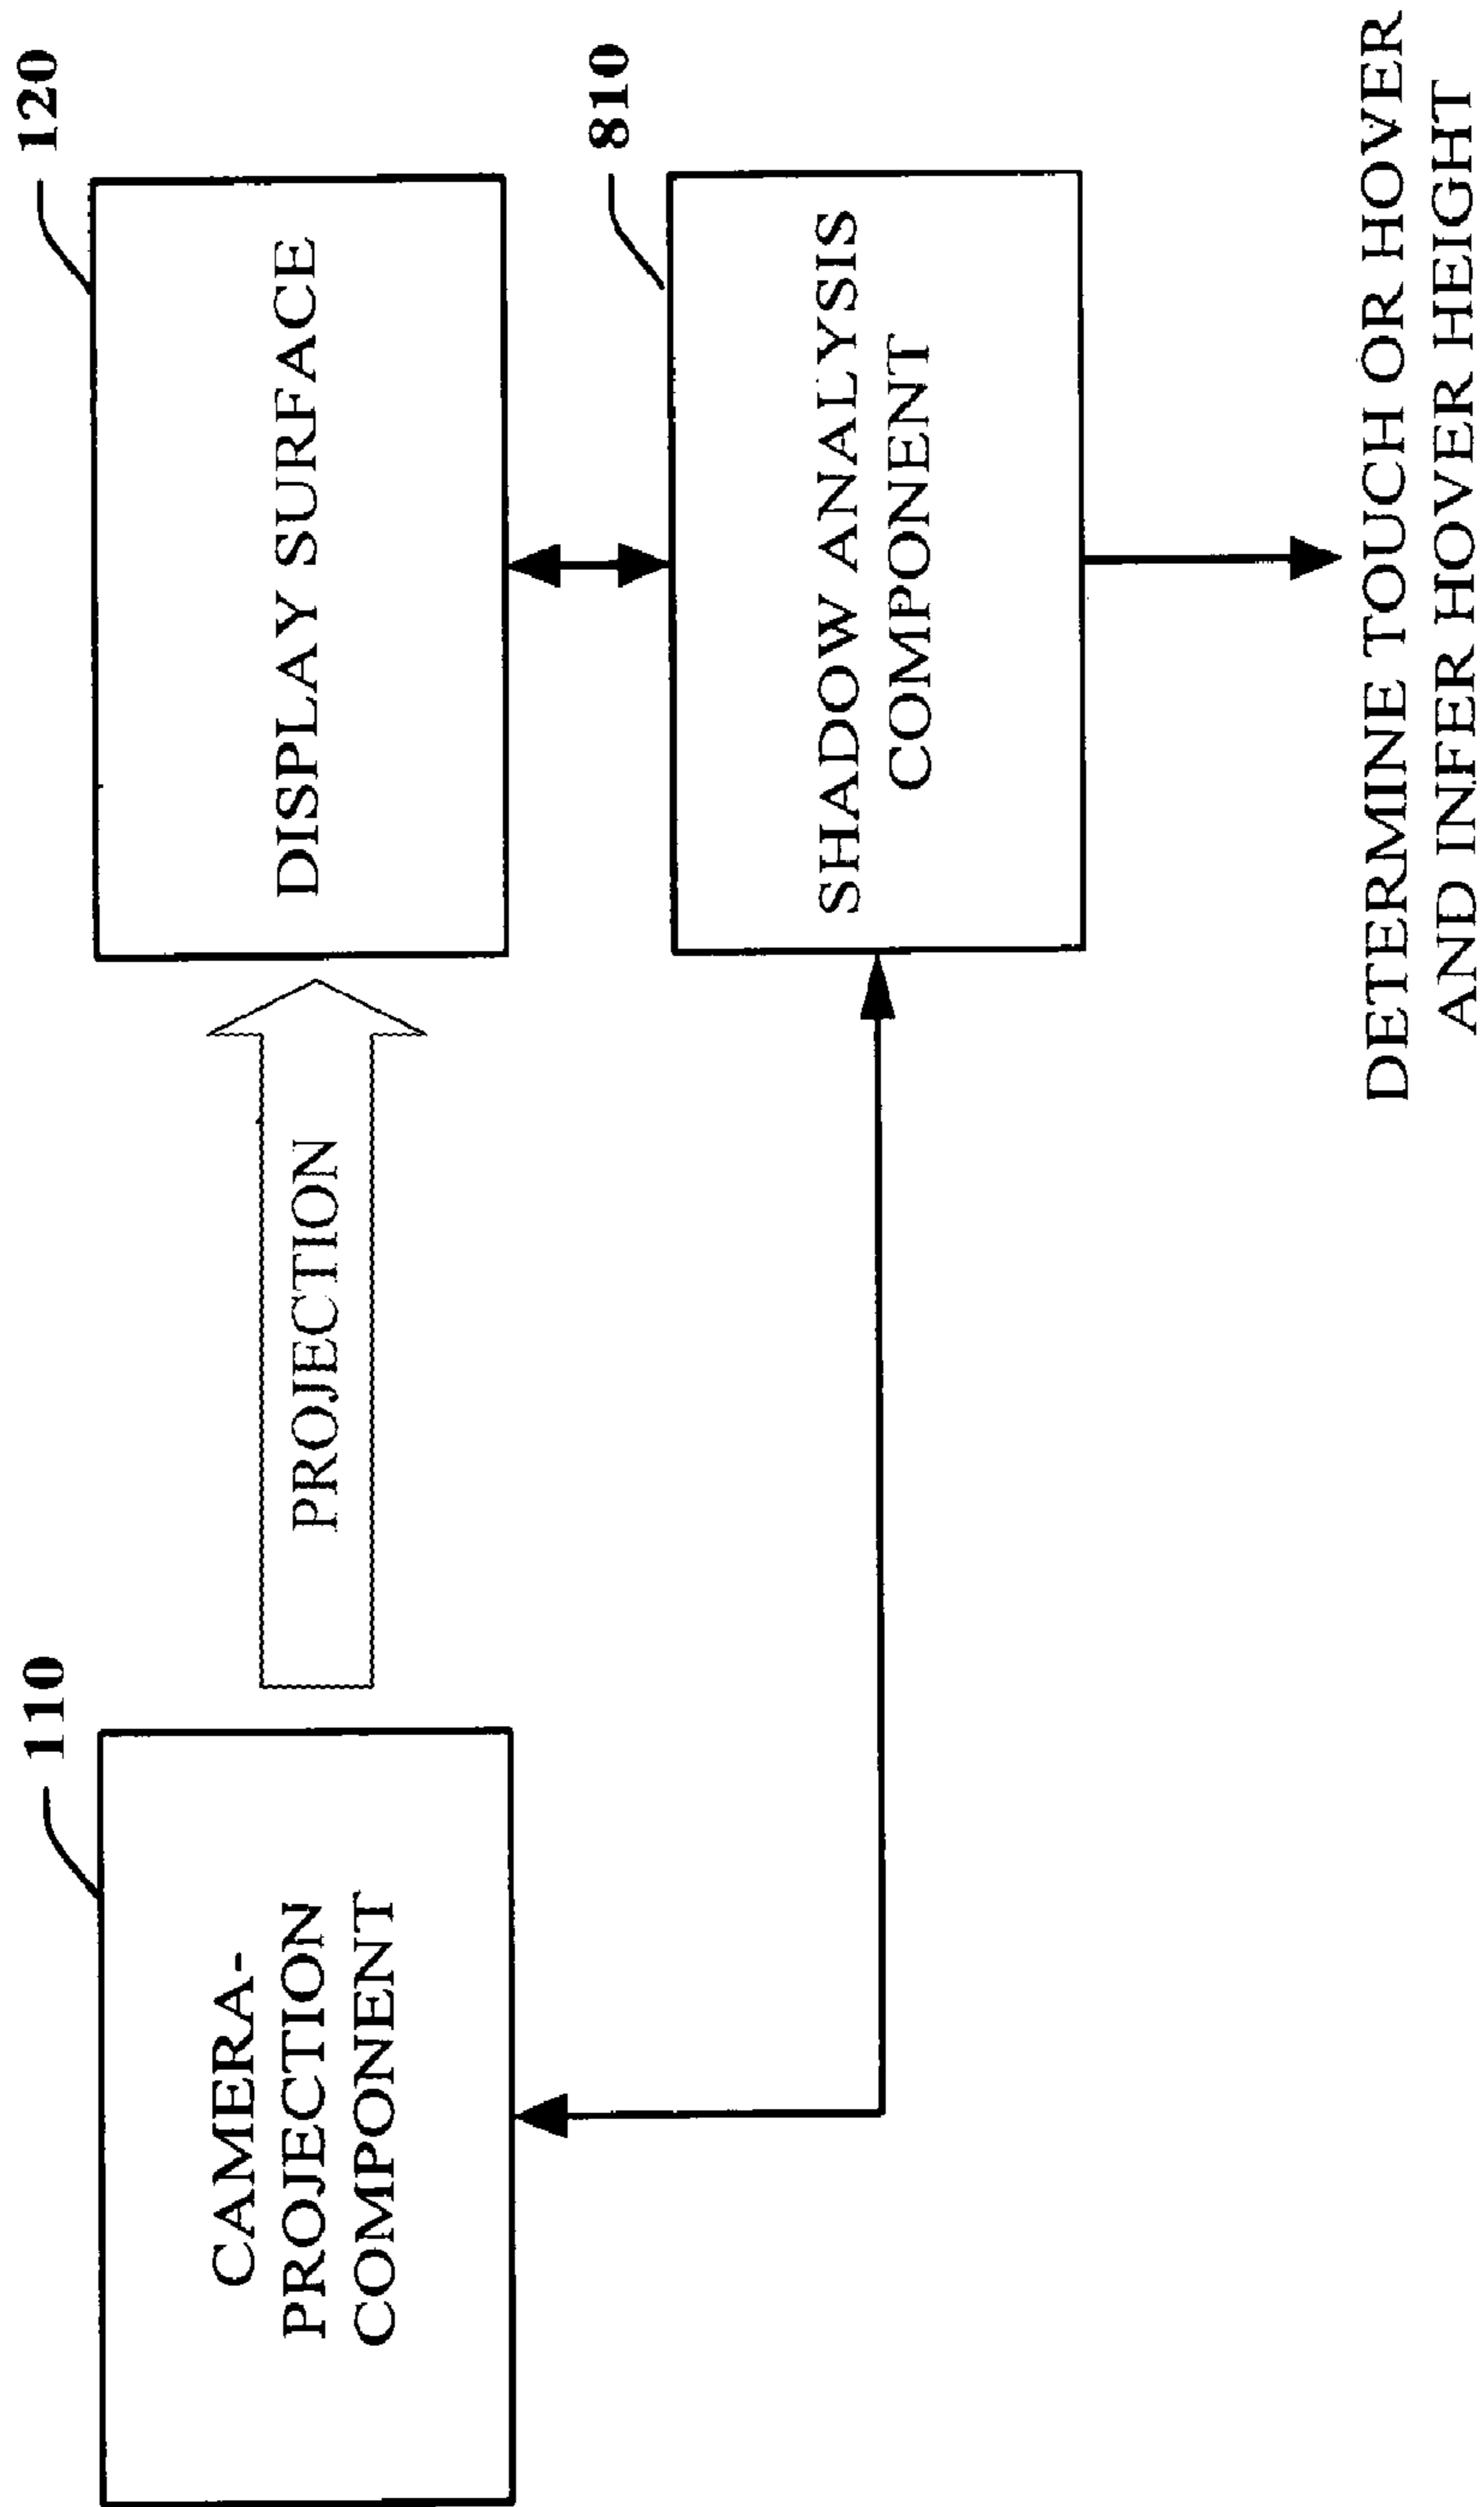 110
CAMERA-
PROJECTION
COMPONENT
PROJECTION
120
DISPLAY SURFACE
810
SHADOW ANALYSIS
COMPONENT
DETERMINE TOUCH OR HOVER
AND INFER HOVER HEIGHT